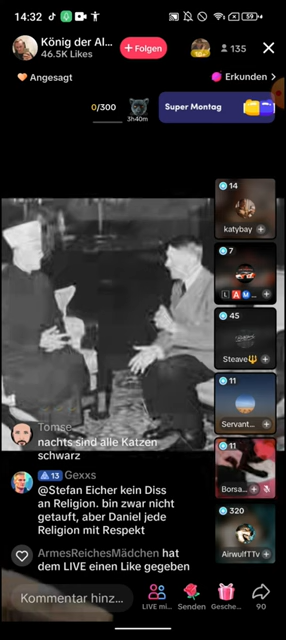 14:32
59
König der Al...
46.5K Likes
+ Folgen
135
Angesagt
Erkunden
0/300
3h40m
Super Montag
14
katybay
7
L A M...
45
Steave
11
Servant...
11
Borsa...
320
AirwulfTTv
Tomse
nachts sind alle Katzen
schwarz
13 Gexxs
@Stefan Eicher kein Diss
an Religion. bin zwar nicht
getauft, aber Daniel jede
Religion mit Respekt
ArmesReichesMädchen hat
dem LIVE einen Like gegeben
Kommentar hinz...
LIVE mi...
Senden
Gesche...
90